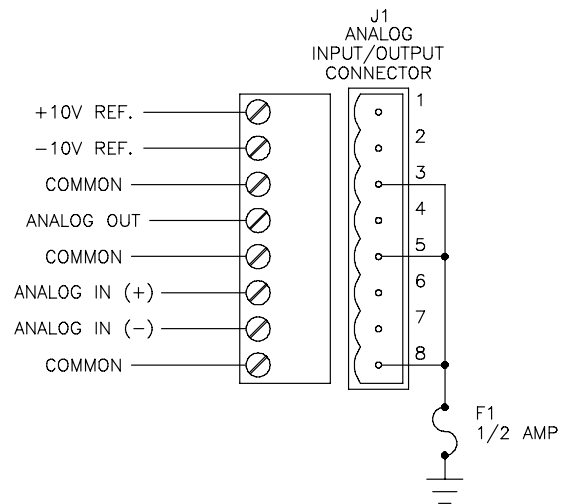 J1
ANALOG
INPUT/OUTPUT
CONNECTOR
+10V REF.
1
-10V REF.
2
COMMON
3
ANALOG OUT
4
COMMON
5
ANALOG IN (+)
6
ANALOG IN (-)
7
COMMON
8
F1
1/2 AMP